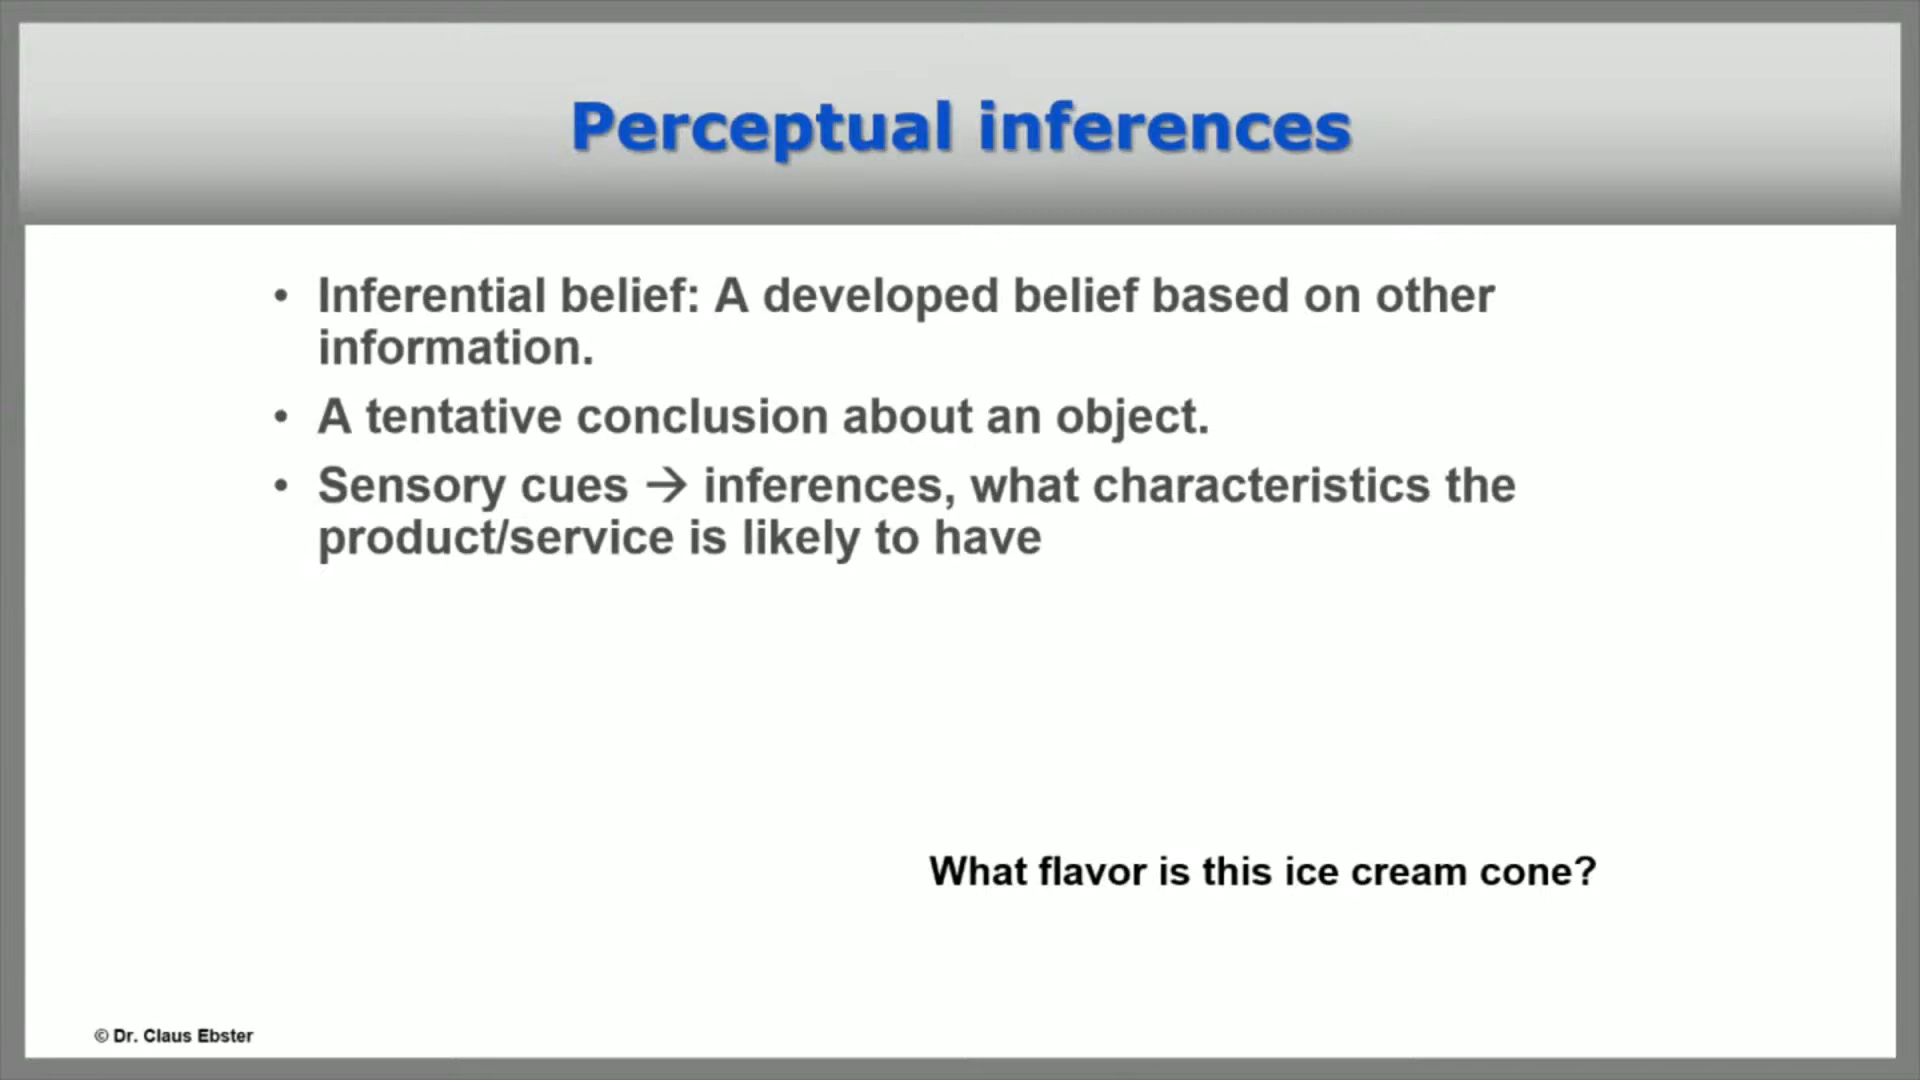 Perceptual inferences
• Inferential belief: A developed belief based on other
information.
• A tentative conclusion about an object.
• Sensory cues → inferences, what characteristics the
product/service is likely to have
What flavor is this ice cream cone?
© Dr. Claus Ebster